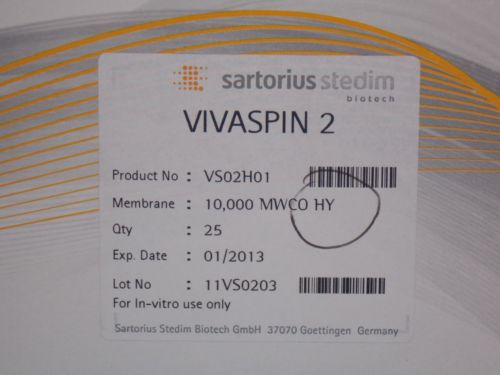 sartorius stedim
biotech
VIVASPIN 2
Product No : VS02H01
Membrane : 10,000 MWCO HY
Qty : 25
Exp. Date : 01/2013
Lot No : 11VS0203
For In-vitro use only
Sartorius Stedim Biotech GmbH 37070 Goettingen Germany